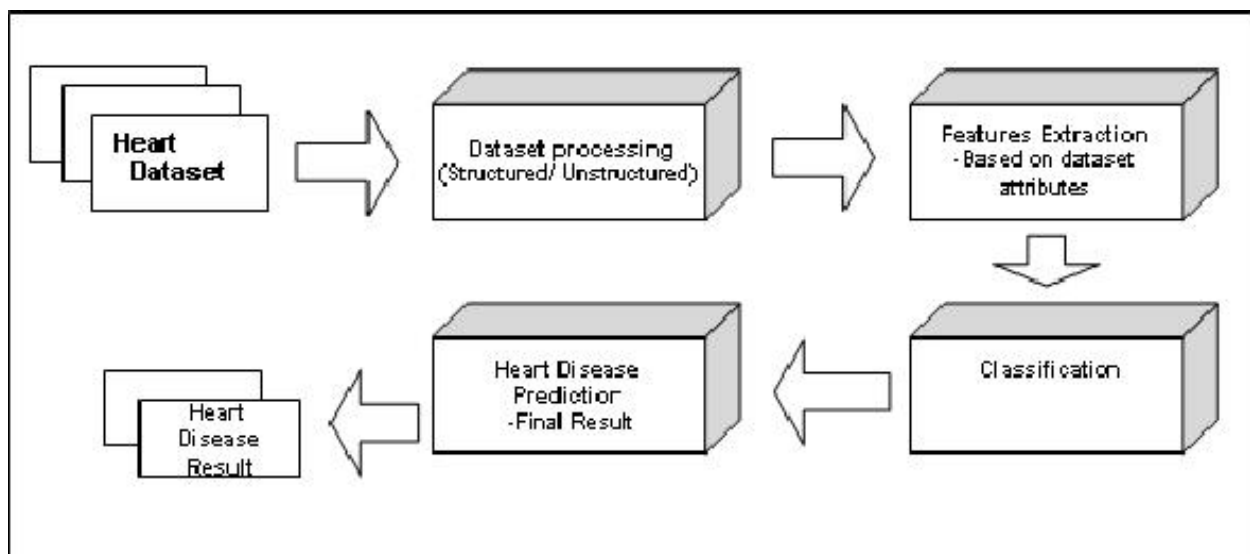 Heart
Dataset
Dataset processing
(Structured/ Unstructured)
Features Extraction
-Based on dataset
attributes
Classification
Heart Disease
Prediction
-Final Result
Heart
Disease
Result